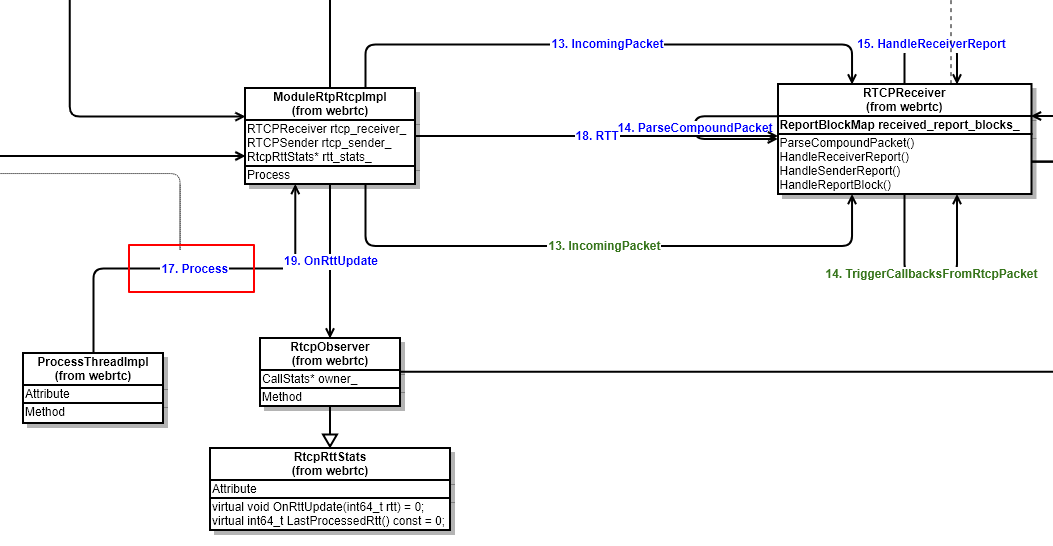 13. IncomingPacket
15. HandleReceiverReport
ModuleRtpRtcpImpl
(from webrtc)
RTCPReceiver rtcp_receiver_
RTCPSender rtcp_sender_
RtcpRttStats* rtt_stats_
Process
18. RTT
14. ParseCompoundPacket
RTCPReceiver
(from webrtc)
ReportBlockMap received_report_blocks_
ParseCompoundPacket()
HandleReceiverReport()
HandleSenderReport()
HandleReportBlock()
13. IncomingPacket
17. Process
19. OnRttUpdate
14. TriggerCallbacksFromRtcpPacket
ProcessThreadImpl
(from webrtc)
Attribute
Method
RtcpObserver
(from webrtc)
CallStats* owner_
Method
RtcpRttStats
(from webrtc)
Attribute
virtual void OnRttUpdate(int64_t rtt) = 0;
virtual int64_t LastProcessedRtt() const = 0;